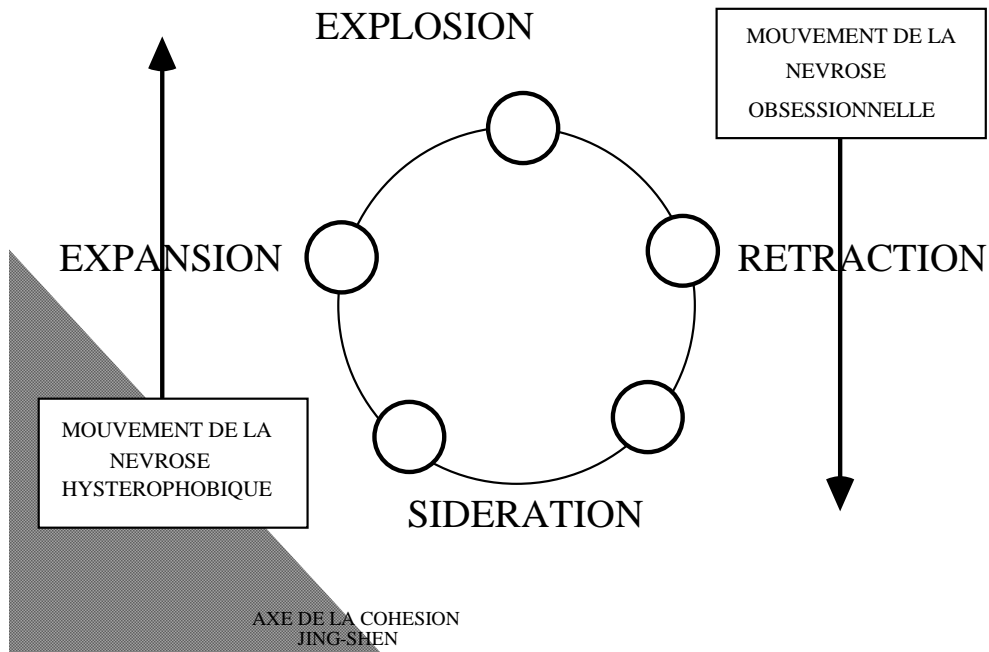 EXPLOSION
MOUVEMENT DE LA
NEVROSE
OBSESSIONNELLE
EXPANSION
RETRACTION
MOUVEMENT DE LA
NEVROSE
HYSTEROPHOBIQUE
SIDERATION
AXE DE LA COHESION
JING-SHEN